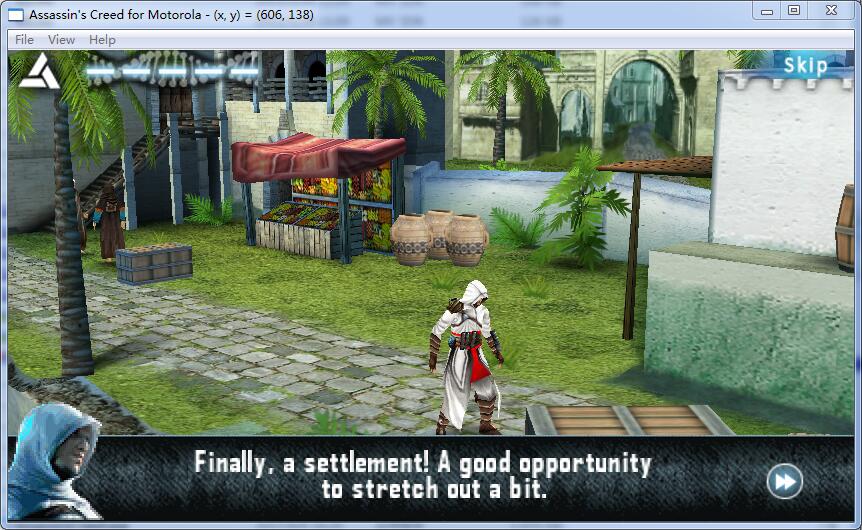 Assassin's Creed for Motorola - (x, y) = (606, 138)
File View Help
Skip
Finally, a settlement! A good opportunity
to stretch out a bit.